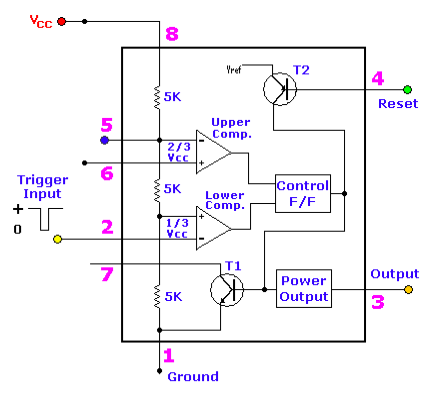 VCC
8
Vref
T2
4
Reset
5K
5
Upper
Comp.
2/3
Vcc
-
+
6
Trigger
Input
5K
Control
F/F
Lower
Comp.
+
0
2
+
1/3
Vcc
-
7
T1
5K
Power
Output
Output
3
1
Ground